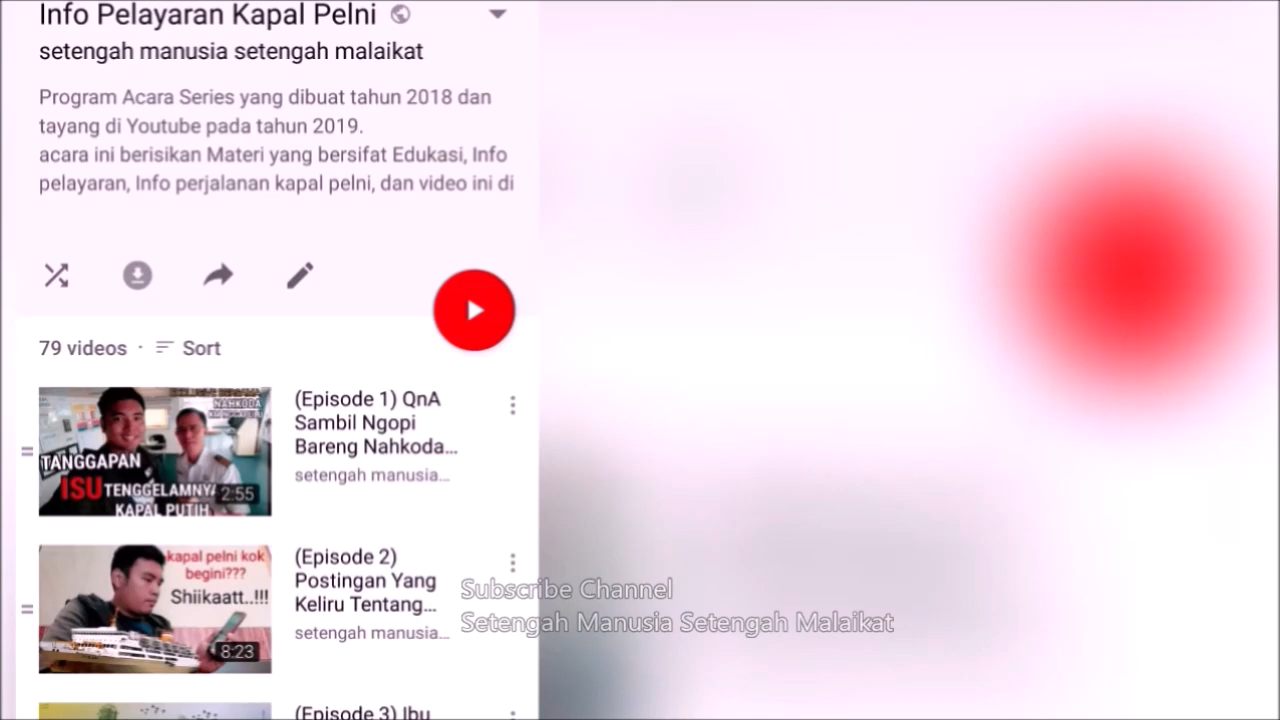 Info Pelayaran Kapal Pelni
setengah manusia setengah malaikat
Program Acara Series yang dibuat tahun 2018 dan
tayang di Youtube pada tahun 2019.
acara ini berisikan Materi yang bersifat Edukasi, Info
pelayaran, Info perjalanan kapal pelni, dan video ini di
79 videos · Sort
NAHKODA
TANGGAPAN
ISU TENGGELAMNYA
KAPAL PUTIH
2:55
(Episode 1) QnA
Sambil Ngopi
Bareng Nahkoda...
setengah manusia...
kapal pelni kok
begini???
Shiikaatt..!!!
8:23
(Episode 2)
Postingan Yang
Keliru Tentang...
setengah manusia...
Subscribe Channel
Setengah Manusia Setengah Malaikat
(Episode 3) Ibu